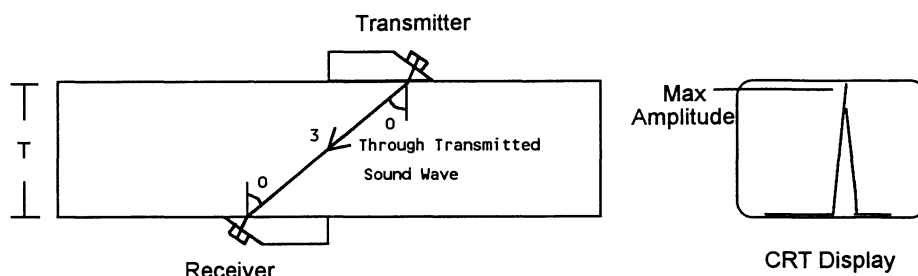 Transmitter
T
O
3
Through Transmitted
Sound Wave
O
Receiver
Max
Amplitude
CRT Display